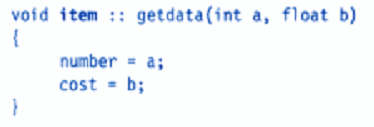 void item :: getdata(int a, float b)
{
number = a;
cost = b;
}